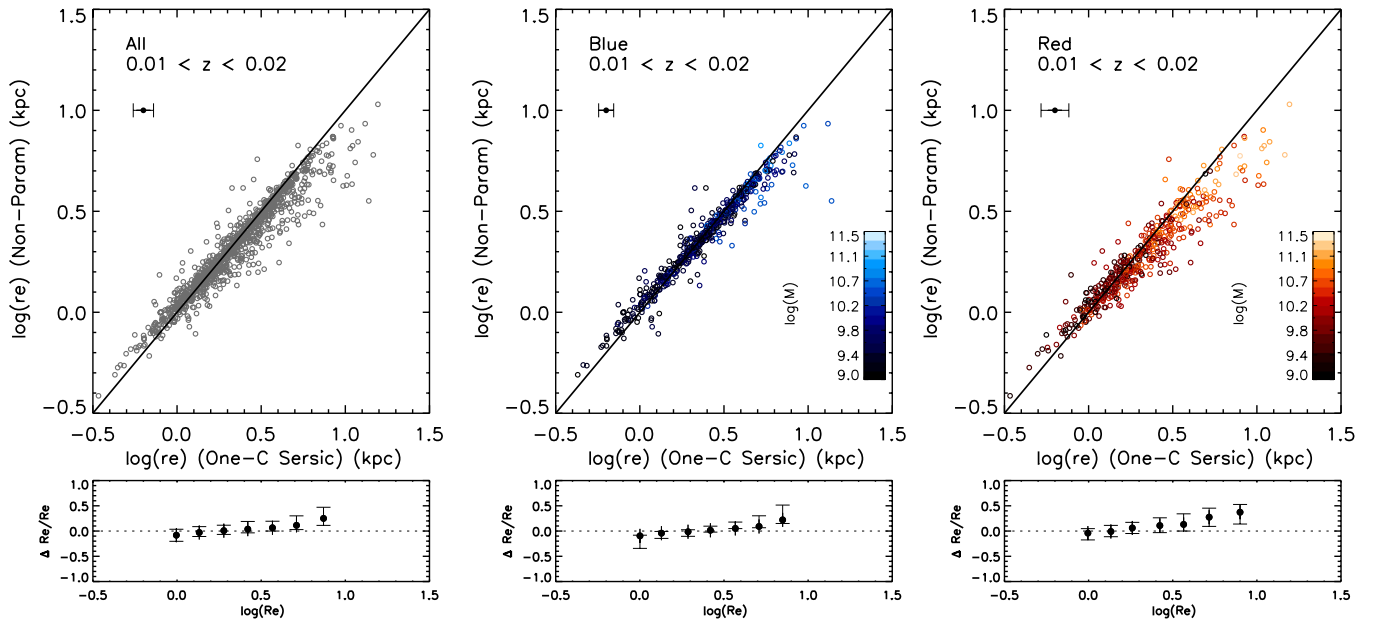 All
0.01 < z < 0.02
log(re) (Non-Param) (kpc)
1.5
1.0
0.5
0.0
-0.5
-0.5 0.0 0.5 1.0 1.5
log(re) (One-C Sersic) (kpc)
Blue
0.01 < z < 0.02
log(re) (Non-Param) (kpc)
1.5
1.0
0.5
0.0
-0.5
log(M)
11.5
11.1
10.7
10.2
9.8
9.4
9.0
-0.5 0.0 0.5 1.0 1.5
log(re) (One-C Sersic) (kpc)
Red
0.01 < z < 0.02
log(re) (Non-Param) (kpc)
1.5
1.0
0.5
0.0
-0.5
log(M)
11.5
11.1
10.7
10.2
9.8
9.4
9.0
-0.5 0.0 0.5 1.0 1.5
log(re) (One-C Sersic) (kpc)
Δ Re/Re
1.0
0.5
0.0
-0.5
-1.0
-0.5 0.0 0.5 1.0 1.5
log(Re)
Δ Re/Re
1.0
0.5
0.0
-0.5
-1.0
-0.5 0.0 0.5 1.0 1.5
log(Re)
Δ Re/Re
1.0
0.5
0.0
-0.5
-1.0
-0.5 0.0 0.5 1.0 1.5
log(Re)